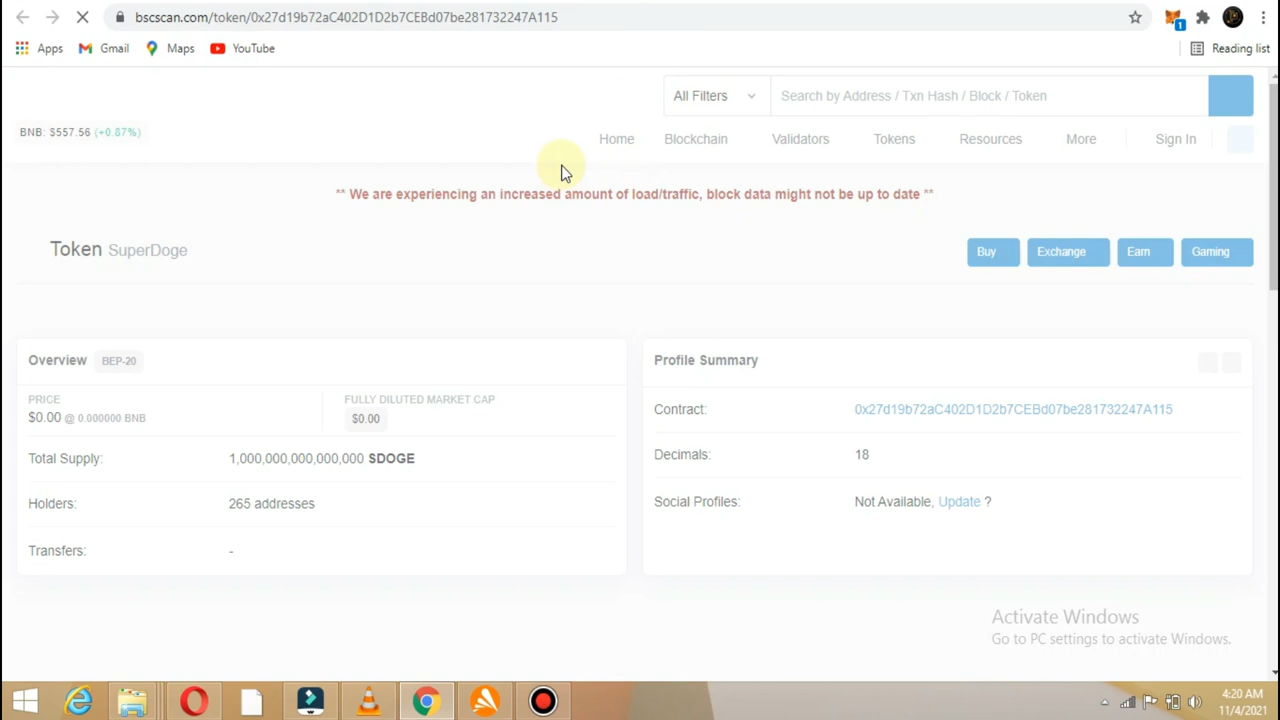 bscscan.com/token/0x27d19b72aC402D1D2b7CEBd07be281732247A115
1
Apps Gmail Maps YouTube Reading list
All Filters Search by Address / Txn Hash / Block / Token
BNB: $557.56 (+0.87%)
Home Blockchain Validators Tokens Resources More Sign In
** We are experiencing an increased amount of load/traffic, block data might not be up to date **
Token SuperDoge
Buy Exchange Earn Gaming
Overview BEP-20
PRICE
$0.00 @ 0.000000 BNB
FULLY DILUTED MARKET CAP
$0.00
Total Supply: 1,000,000,000,000,000 SDOGE
Holders: 265 addresses
Transfers: -
Profile Summary
Contract: 0x27d19b72aC402D1D2b7CEBd07be281732247A115
Decimals: 18
Social Profiles: Not Available, Update ?
Activate Windows
Go to PC settings to activate Windows.
4:20 AM
11/4/2021